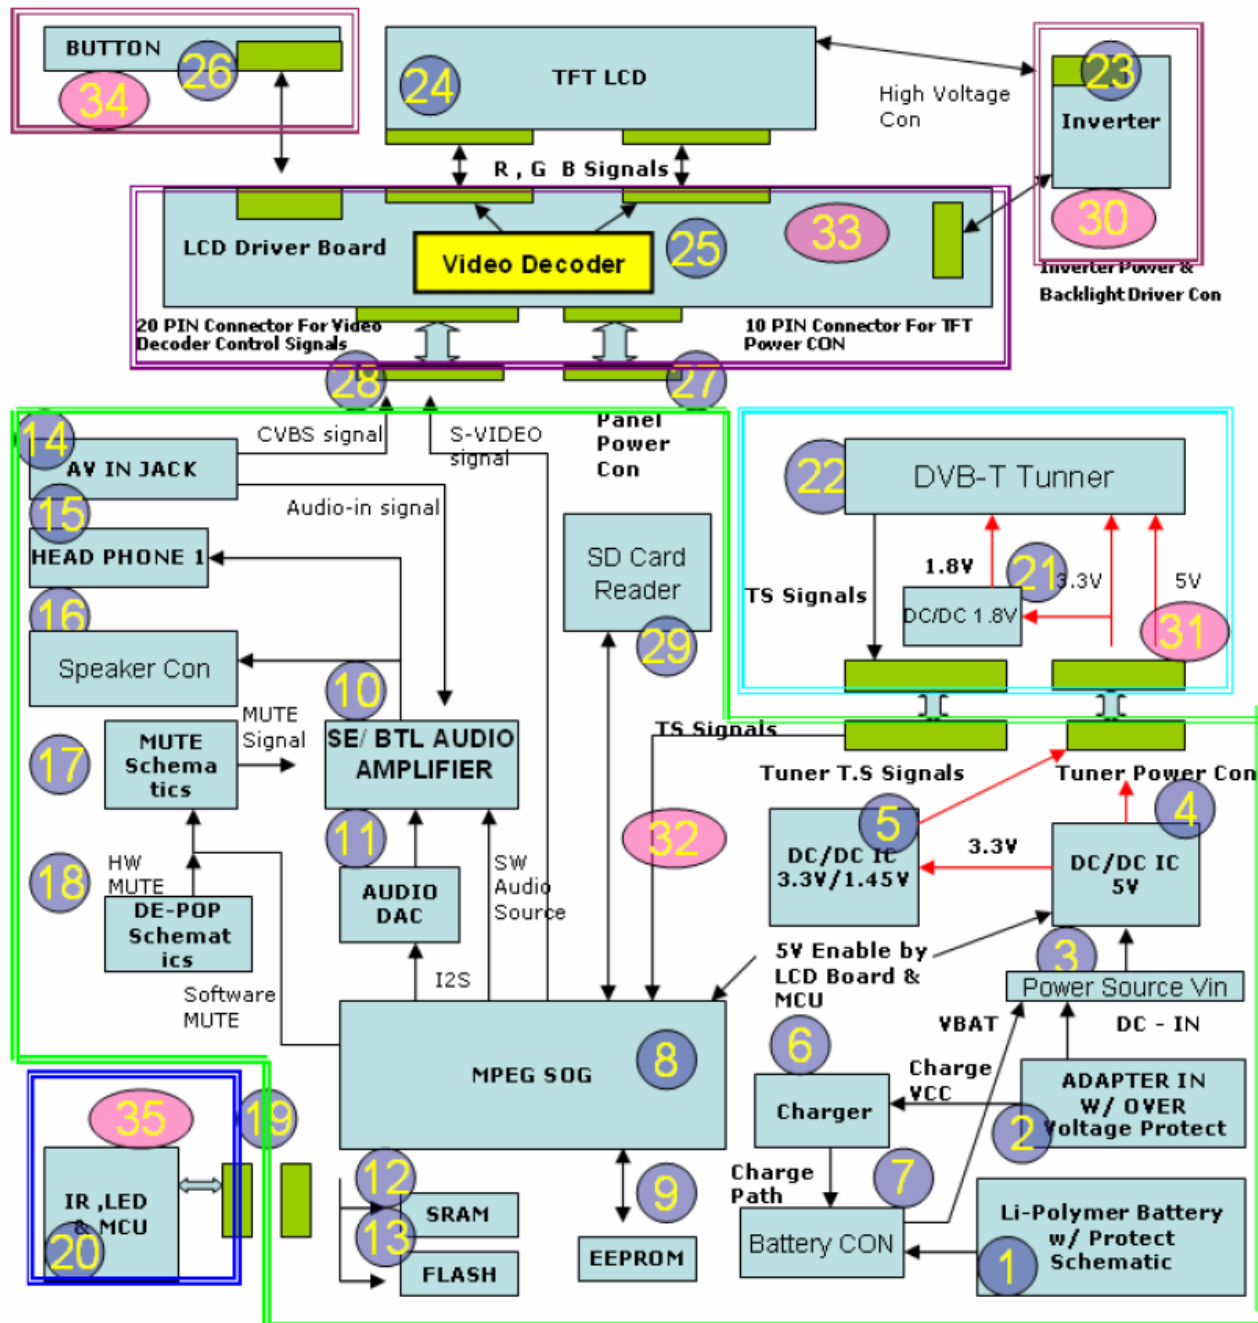 BUTTON
26
34
24
TFT LCD
High Voltage
Con
23
Inverter
30
Inverter Power &
Backlight Driver Con
R , G B Signals
LCD Driver Board
Video Decoder
25
33
20 PIN Connector For Video
Decoder Control Signals
10 PIN Connector For TFT
Power CON
28
27
Panel
Power
Con
14
AV IN JACK
CVBS signal
S-VIDEO
signal
Audio-in signal
15
HEAD PHONE 1
16
Speaker Con
SD Card
Reader
29
22
DVB-T Tunner
TS Signals
1.8V
21
3.3V
5V
DC/DC 1.8V
31
10
MUTE
Signal
17
MUTE
Schema
tics
SE/ BTL AUDIO
AMPLIFIER
TS Signals
Tuner T.S Signals
Tuner Power Con
11
32
5
4
DC/DC IC
3.3V/1.45V
3.3V
DC/DC IC
5V
18
HW
MUTE
AUDIO
DAC
SW
Audio
Source
DE-POP
Schemat
ics
I2S
Software
MUTE
5V Enable by
LCD Board &
MCU
3
Power Source Vin
VBAT
DC - IN
8
MPEG SOG
6
Charger
Charge
VCC
ADAPTER IN
W/ OVER
Voltage Protect
2
35
19
IR ,LED
& MCU
20
12
SRAM
13
FLASH
9
EEPROM
Charge
Path
7
Battery CON
Li-Polymer Battery
w/ Protect
Schematic
1